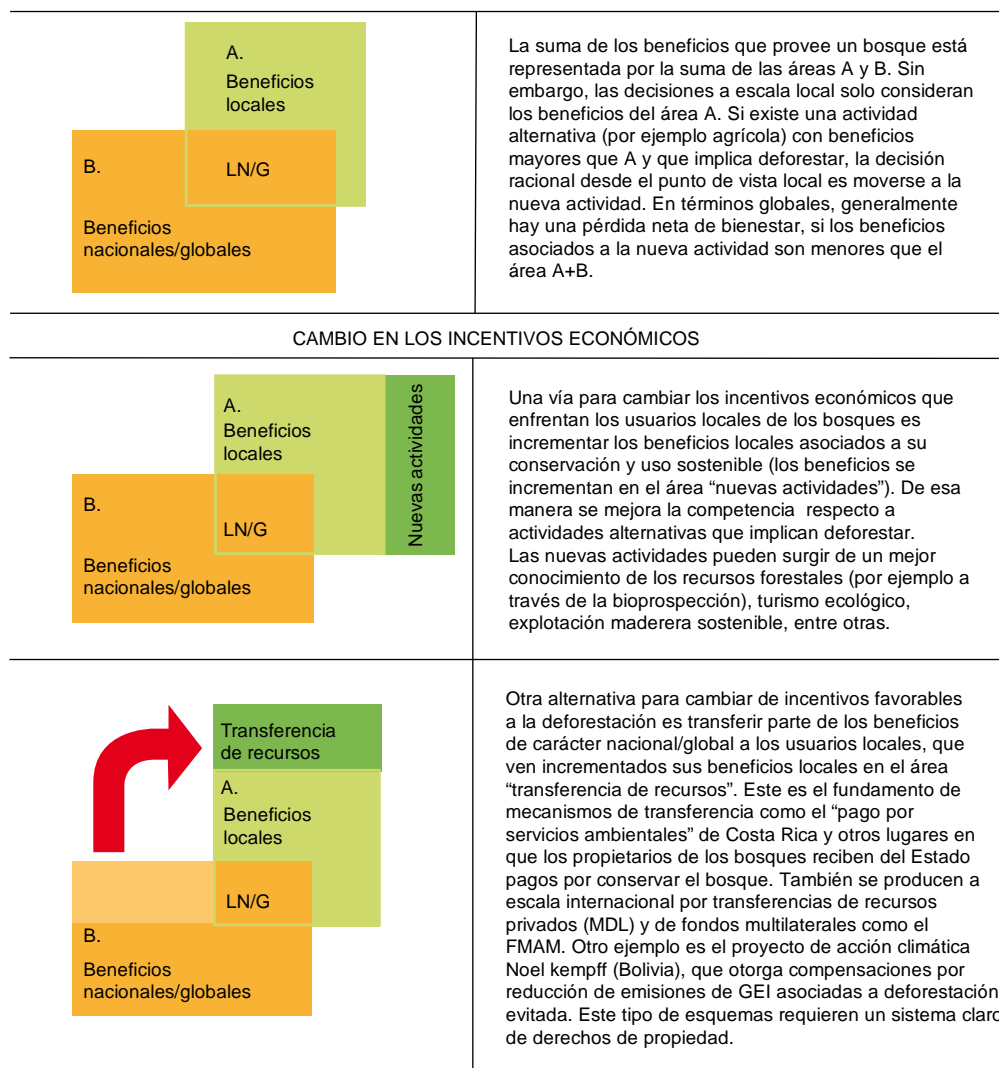 A.
Beneficios
locales
B.
LN/G
Beneficios
nacionales/globales
La suma de los beneficios que provee un bosque está
representada por la suma de las áreas A y B. Sin
embargo, las decisiones a escala local solo consideran
los beneficios del área A. Si existe una actividad
alternativa (por ejemplo agrícola) con beneficios
mayores que A y que implica deforestar, la decisión
racional desde el punto de vista local es moverse a la
nueva actividad. En términos globales, generalmente
hay una pérdida neta de bienestar, si los beneficios
asociados a la nueva actividad son menores que el
área A+B.
CAMBIO EN LOS INCENTIVOS ECONÓMICOS
A.
Beneficios
locales
Nuevas actividades
B.
LN/G
Beneficios
nacionales/globales
Una vía para cambiar los incentivos económicos que
enfrentan los usuarios locales de los bosques es
incrementar los beneficios locales asociados a su
conservación y uso sostenible (los beneficios se
incrementan en el área “nuevas actividades”). De esa
manera se mejora la competencia respecto a
actividades alternativas que implican deforestar.
Las nuevas actividades pueden surgir de un mejor
conocimiento de los recursos forestales (por ejemplo a
través de la bioprospección), turismo ecológico,
explotación maderera sostenible, entre otras.
Transferencia
de recursos
A.
Beneficios
locales
LN/G
B.
Beneficios
nacionales/globales
Otra alternativa para cambiar de incentivos favorables
a la deforestación es transferir parte de los beneficios
de carácter nacional/global a los usuarios locales, que
ven incrementados sus beneficios locales en el área
“transferencia de recursos”. Este es el fundamento de
mecanismos de transferencia como el “pago por
servicios ambientales” de Costa Rica y otros lugares en
que los propietarios de los bosques reciben del Estado
pagos por conservar el bosque. También se producen a
escala internacional por transferencias de recursos
privados (MDL) y de fondos multilaterales como el
FMAM. Otro ejemplo es el proyecto de acción climática
Noel kempff (Bolivia), que otorga compensaciones por
reducción de emisiones de GEI asociadas a deforestación
evitada. Este tipo de esquemas requieren un sistema claro
de derechos de propiedad.